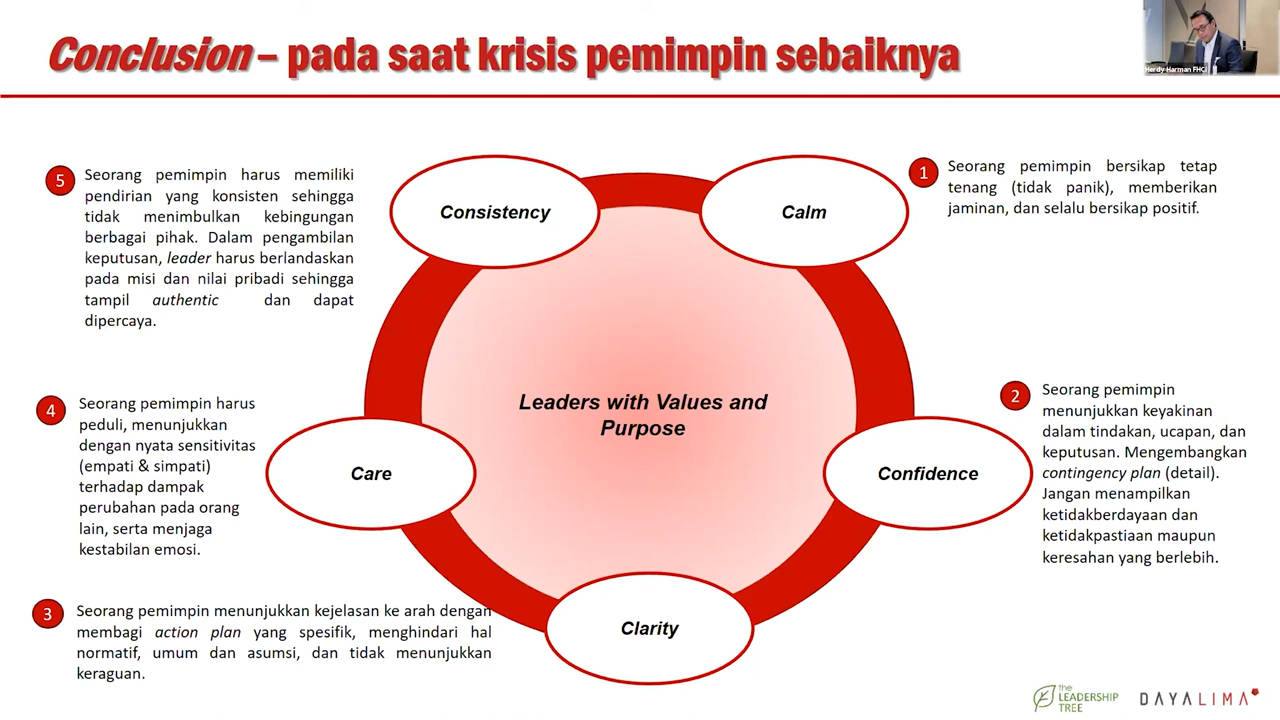 Conclusion – pada saat krisis pemimpin sebaiknya
Herdy Harman FHCI
Consistency
Calm
1
Seorang pemimpin bersikap tetap
tenang (tidak panik), memberikan
jaminan, dan selalu bersikap positif.
2
Seorang pemimpin
menunjukkan keyakinan
dalam tindakan, ucapan, dan
keputusan. Mengembangkan
contingency plan (detail).
Jangan menampilkan
ketidakberdayaan dan
ketidakpastiaan maupun
keresahan yang berlebih.
Confidence
Leaders with Values and
Purpose
Clarity
3
Seorang pemimpin menunjukkan kejelasan ke arah dengan
membagi action plan yang spesifik, menghindari hal
normatif, umum dan asumsi, dan tidak menunjukkan
keraguan.
Care
4
Seorang pemimpin harus
peduli, menunjukkan
dengan nyata sensitivitas
(empati & simpati)
terhadap dampak
perubahan pada orang
lain, serta menjaga
kestabilan emosi.
5
Seorang pemimpin harus memiliki
pendirian yang konsisten sehingga
tidak menimbulkan kebingungan
berbagai pihak. Dalam pengambilan
keputusan, leader harus berlandaskan
pada misi dan nilai pribadi sehingga
tampil authentic dan dapat
dipercaya.
the
LEADERSHIP
TREE
DAYALIMA